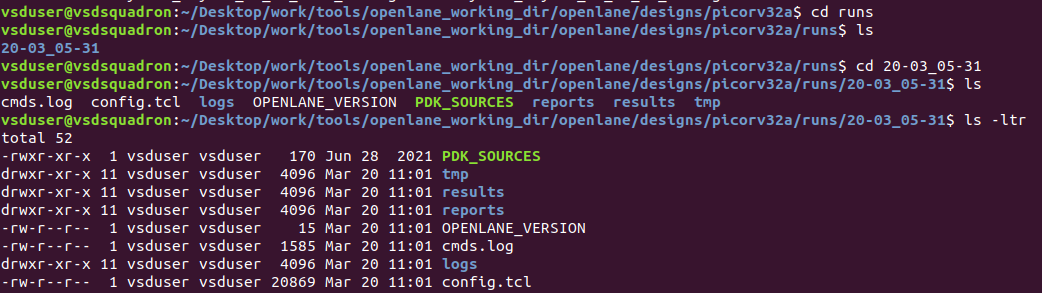 vsduser@vsdsquadron:~/Desktop/work/tools/openlane_working_dir/openlane/designs/picorv32a$ cd runs
vsduser@vsdsquadron:~/Desktop/work/tools/openlane_working_dir/openlane/designs/picorv32a/runs$ ls
20-03_05-31
vsduser@vsdsquadron:~/Desktop/work/tools/openlane_working_dir/openlane/designs/picorv32a/runs$ cd 20-03_05-31
vsduser@vsdsquadron:~/Desktop/work/tools/openlane_working_dir/openlane/designs/picorv32a/runs/20-03_05-31$ ls
cmds.log  config.tcl  logs  OPENLANE_VERSION  PDK_SOURCES  reports  results  tmp
vsduser@vsdsquadron:~/Desktop/work/tools/openlane_working_dir/openlane/designs/picorv32a/runs/20-03_05-31$ ls -ltr
total 52
-rwxr-xr-x  1 vsduser vsduser   170 Jun 28  2021 PDK_SOURCES
drwxr-xr-x 11 vsduser vsduser  4096 Mar 20 11:01 tmp
drwxr-xr-x 11 vsduser vsduser  4096 Mar 20 11:01 results
drwxr-xr-x 11 vsduser vsduser  4096 Mar 20 11:01 reports
-rw-r--r--  1 vsduser vsduser    15 Mar 20 11:01 OPENLANE_VERSION
-rw-r--r--  1 vsduser vsduser  1585 Mar 20 11:01 cmds.log
drwxr-xr-x 11 vsduser vsduser  4096 Mar 20 11:01 logs
-rw-r--r--  1 vsduser vsduser 20869 Mar 20 11:01 config.tcl